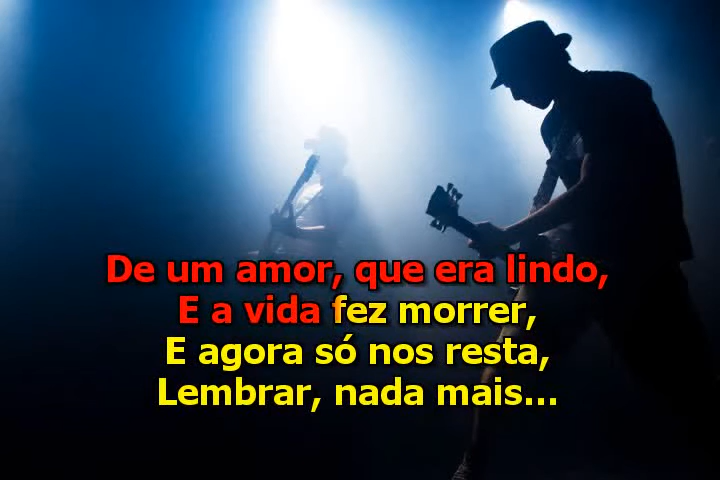 De um amor, que era lindo,
E a vida fez morrer,
E agora só nos resta,
Lembrar, nada mais...